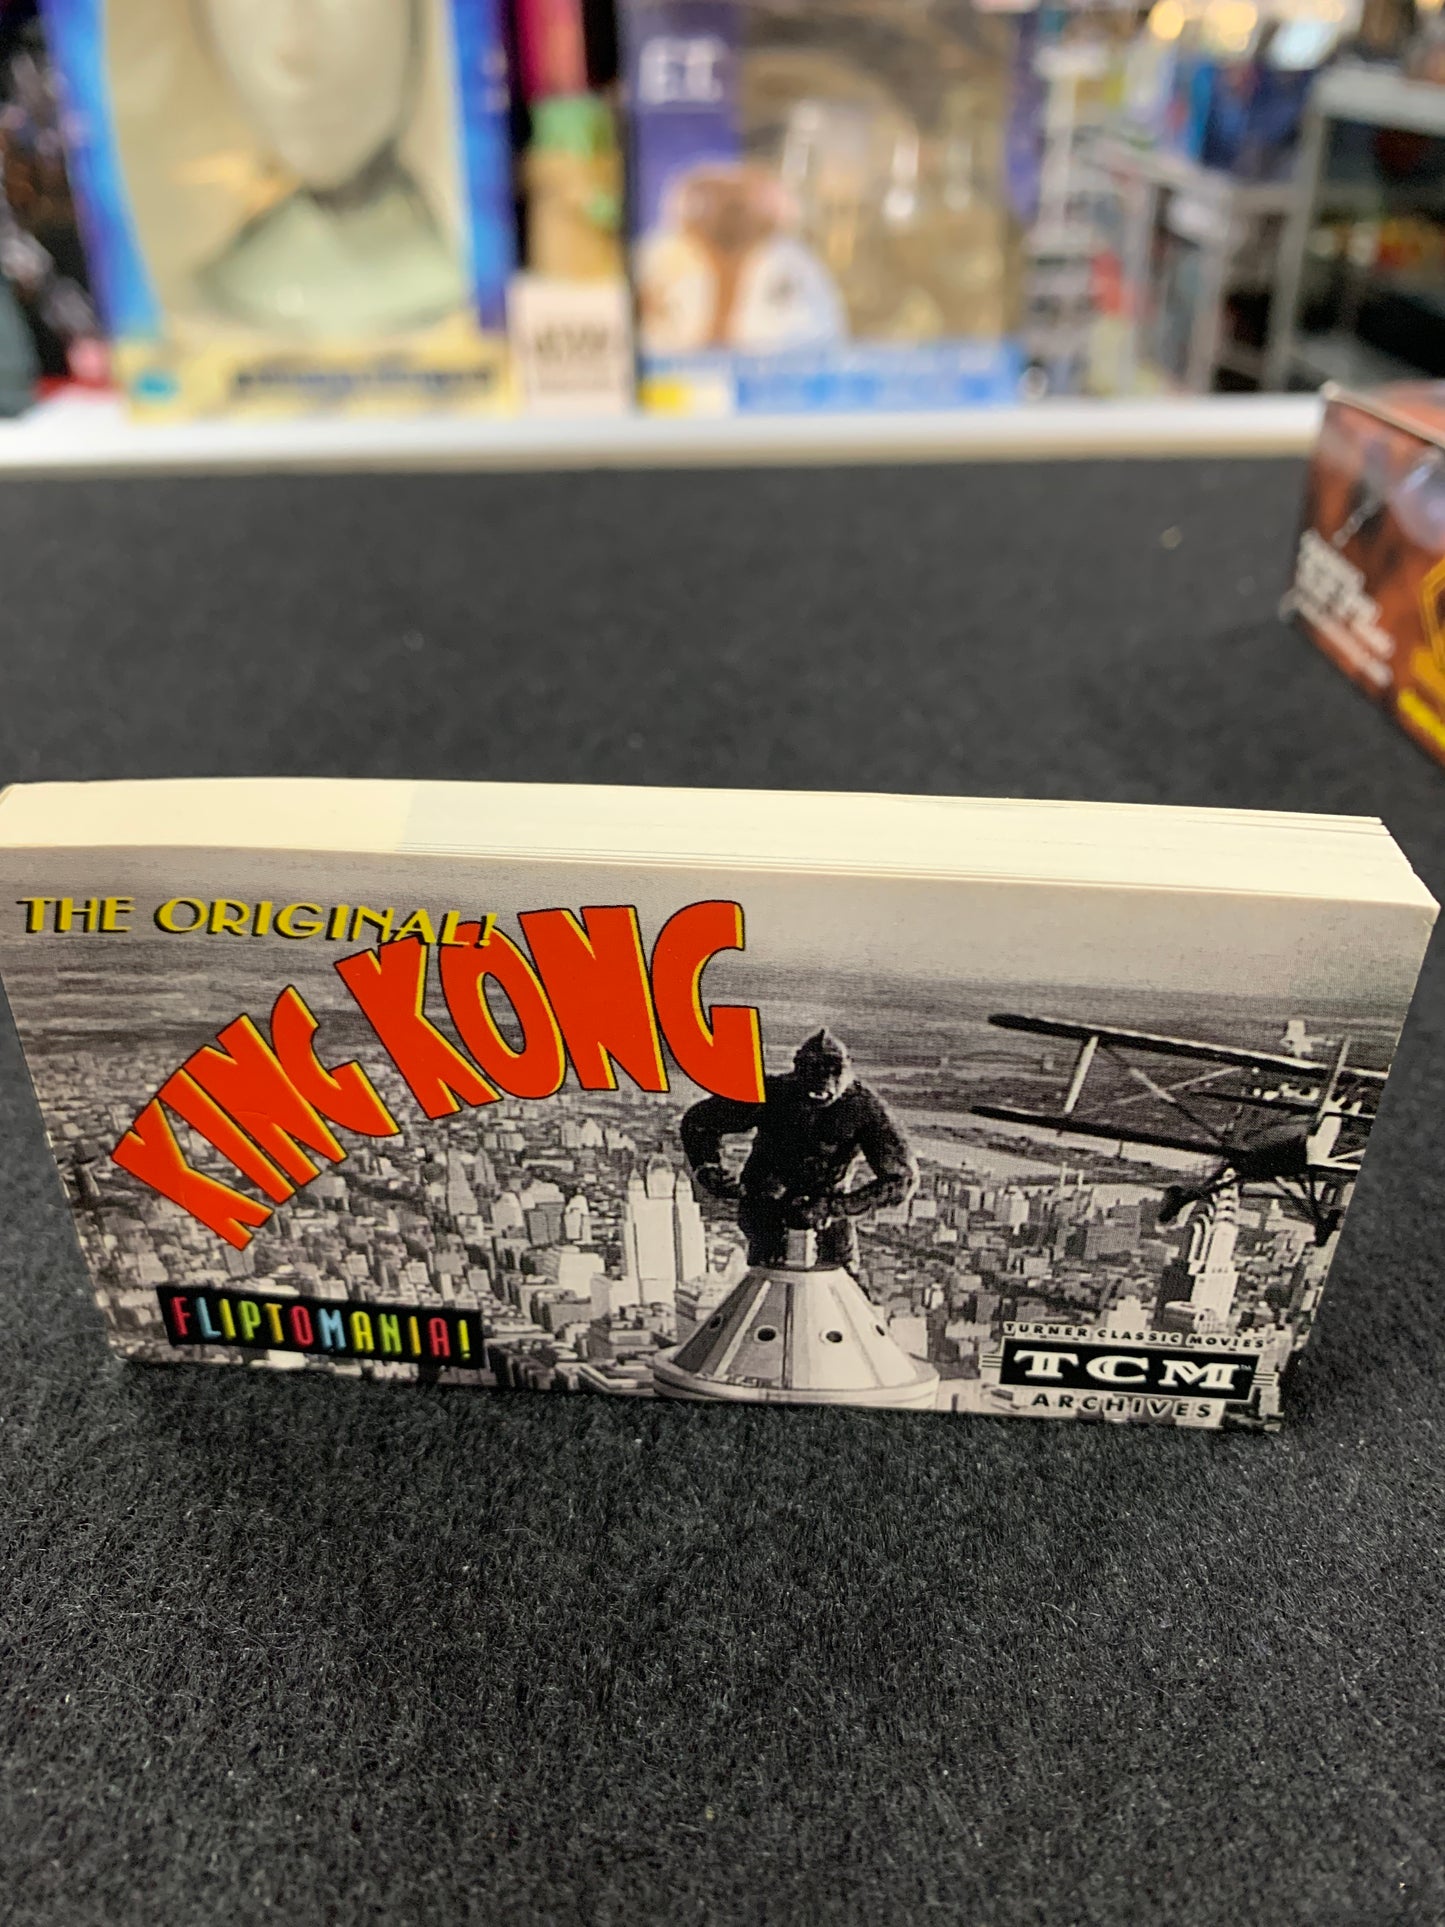 E.T.
THE ORIGINAL!
KING KONG
FLIPTOMANIA!
TURNER CLASSIC MOVIES
TCM
ARCHIVES